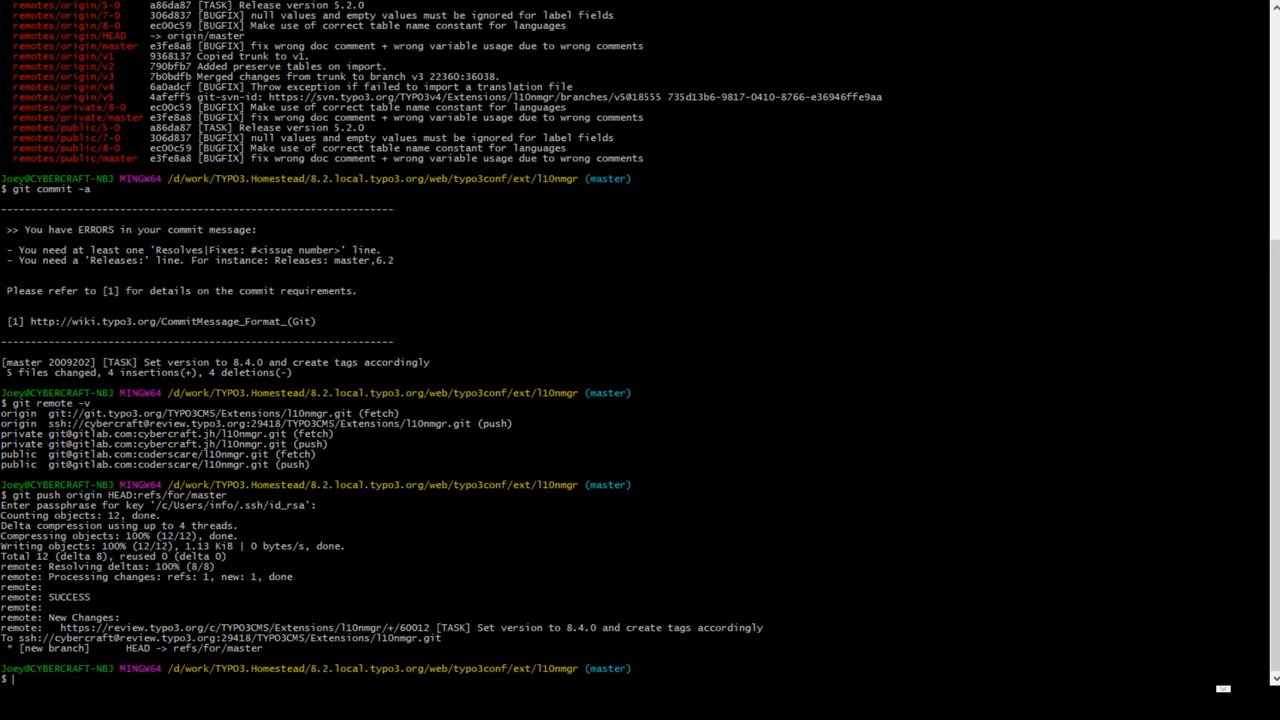 remotes/origin/5-0 a86da87 [TASK] Release version 5.2.0
remotes/origin/7-0 306d837 [BUGFIX] null values and empty values must be ignored for label fields
remotes/origin/8-0 ec00c59 [BUGFIX] Make use of correct table name constant for languages
remotes/origin/HEAD -> origin/master
remotes/origin/master e3fe8a8 [BUGFIX] fix wrong doc comment + wrong variable usage due to wrong comments
remotes/origin/v1 9368137 Copied trunk to v1.
remotes/origin/v2 790bfb7 Added preserve tables on import.
remotes/origin/v3 7b0bdfb Merged changes from trunk to branch v3 22360:36038.
remotes/origin/v4 6a0adcf [BUGFIX] Throw exception if failed to import a translation file
remotes/origin/v5 4afeff5 git-svn-id: https://svn.typo3.org/TYPO3v4/Extensions/l10nmgr/branches/v5@18555 735d13b6-9817-0410-8766-e36946ffe9aa
remotes/private/8-0 ec00c59 [BUGFIX] Make use of correct table name constant for languages
remotes/private/master e3fe8a8 [BUGFIX] fix wrong doc comment + wrong variable usage due to wrong comments
remotes/public/5-0 a86da87 [TASK] Release version 5.2.0
remotes/public/7-0 306d837 [BUGFIX] null values and empty values must be ignored for label fields
remotes/public/8-0 ec00c59 [BUGFIX] Make use of correct table name constant for languages
remotes/public/master e3fe8a8 [BUGFIX] fix wrong doc comment + wrong variable usage due to wrong comments
Joey@CYBERCRAFT-NBJ MINGW64 /d/work/TYPO3.Homestead/8.2.local.typo3.org/web/typo3conf/ext/l10nmgr (master)
$ git commit -a
------------------------------------------------------------------
>> You have ERRORS in your commit message:
- You need at least one 'Resolves|Fixes: #<issue number>' line.
- You need a 'Releases:' line. For instance: Releases: master,6.2
Please refer to [1] for details on the commit requirements.
[1] http://wiki.typo3.org/CommitMessage_Format_(Git)
------------------------------------------------------------------
[master 2009202] [TASK] Set version to 8.4.0 and create tags accordingly
5 files changed, 4 insertions(+), 4 deletions(-)
Joey@CYBERCRAFT-NBJ MINGW64 /d/work/TYPO3.Homestead/8.2.local.typo3.org/web/typo3conf/ext/l10nmgr (master)
$ git remote -v
origin git://git.typo3.org/TYPO3CMS/Extensions/l10nmgr.git (fetch)
origin ssh://cybercraft@review.typo3.org:29418/TYPO3CMS/Extensions/l10nmgr.git (push)
private git@gitlab.com:cybercraft.jh/l10nmgr.git (fetch)
private git@gitlab.com:cybercraft.jh/l10nmgr.git (push)
public git@gitlab.com:coderscare/l10nmgr.git (fetch)
public git@gitlab.com:coderscare/l10nmgr.git (push)
Joey@CYBERCRAFT-NBJ MINGW64 /d/work/TYPO3.Homestead/8.2.local.typo3.org/web/typo3conf/ext/l10nmgr (master)
$ git push origin HEAD:refs/for/master
Enter passphrase for key '/c/Users/info/.ssh/id_rsa':
Counting objects: 12, done.
Delta compression using up to 4 threads.
Compressing objects: 100% (12/12), done.
Writing objects: 100% (12/12), 1.13 KiB | 0 bytes/s, done.
Total 12 (delta 8), reused 0 (delta 0)
remote: Resolving deltas: 100% (8/8)
remote: Processing changes: refs: 1, new: 1, done
remote:
remote: SUCCESS
remote:
remote: New Changes:
remote: https://review.typo3.org/c/TYPO3CMS/Extensions/l10nmgr/+/60012 [TASK] Set version to 8.4.0 and create tags accordingly
To ssh://cybercraft@review.typo3.org:29418/TYPO3CMS/Extensions/l10nmgr.git
* [new branch] HEAD -> refs/for/master
Joey@CYBERCRAFT-NBJ MINGW64 /d/work/TYPO3.Homestead/8.2.local.typo3.org/web/typo3conf/ext/l10nmgr (master)
$